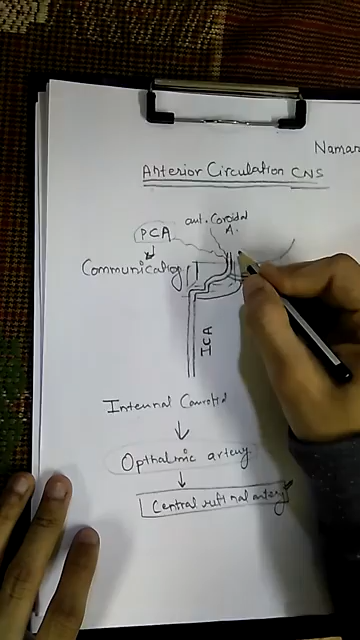 Naman
Anterior Circulation CNS
ant. Coroidal
A.
PCA
Communicating
ICA
Internal Carotid
Opthalmic artery
Central retinal artery